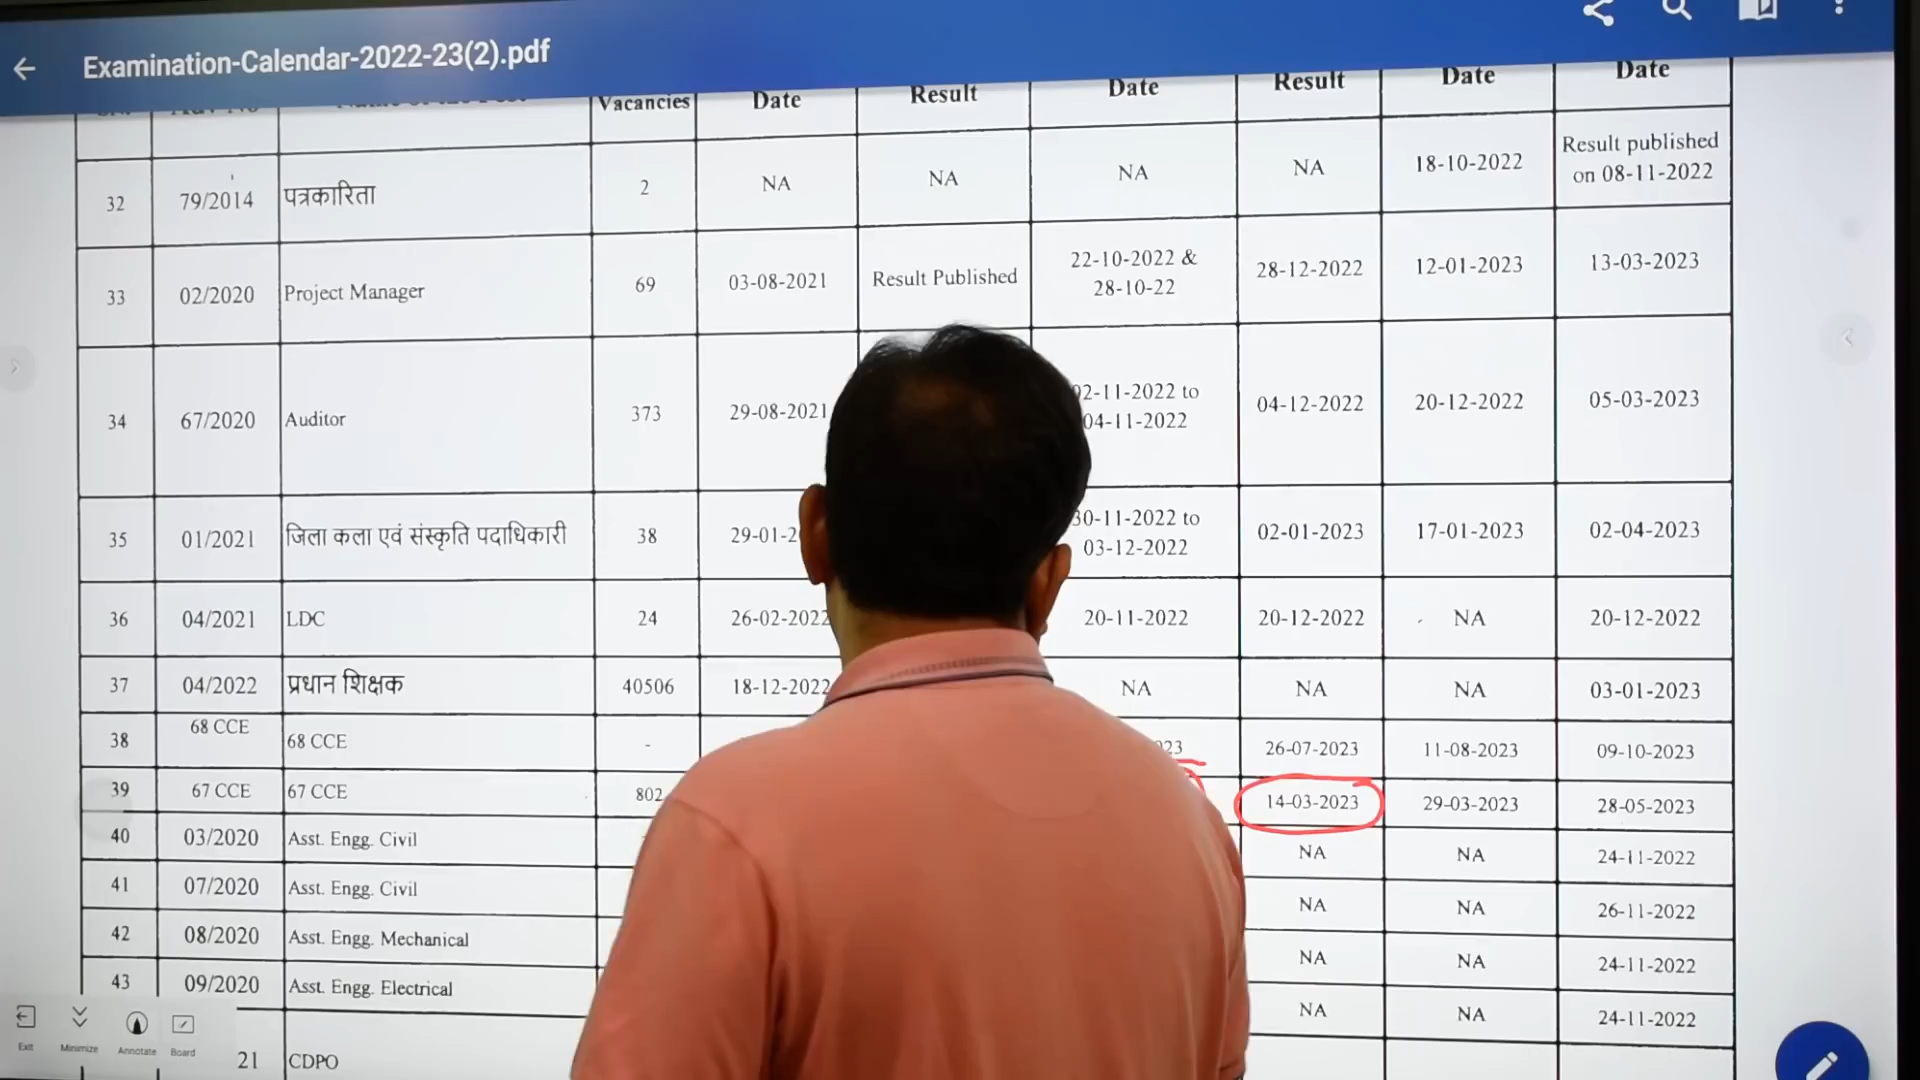 Examination-Calendar-2022-23(2).pdf
Vacancies Date Result Date Result Date Date
32 79/2014 पत्रकारिता 2 NA NA NA NA 18-10-2022 Result published on 08-11-2022
33 02/2020 Project Manager 69 03-08-2021 Result Published 22-10-2022 & 28-10-22 28-12-2022 12-01-2023 13-03-2023
34 67/2020 Auditor 373 29-08-2021 02-11-2022 to 04-11-2022 04-12-2022 20-12-2022 05-03-2023
35 01/2021 जिला कला एवं संस्कृति पदाधिकारी 38 29-01-2 30-11-2022 to 03-12-2022 02-01-2023 17-01-2023 02-04-2023
36 04/2021 LDC 24 26-02-2022 20-11-2022 20-12-2022 NA 20-12-2022
37 04/2022 प्रधान शिक्षक 40506 18-12-2022 NA NA NA 03-01-2023
38 68 CCE 68 CCE - 023 26-07-2023 11-08-2023 09-10-2023
39 67 CCE 67 CCE 802 14-03-2023 29-03-2023 28-05-2023
40 03/2020 Asst. Engg. Civil NA NA 24-11-2022
41 07/2020 Asst. Engg. Civil NA NA 26-11-2022
42 08/2020 Asst. Engg. Mechanical NA NA 24-11-2022
43 09/2020 Asst. Engg. Electrical NA NA 24-11-2022
21 CDPO
Exit Minimize Annotate Board